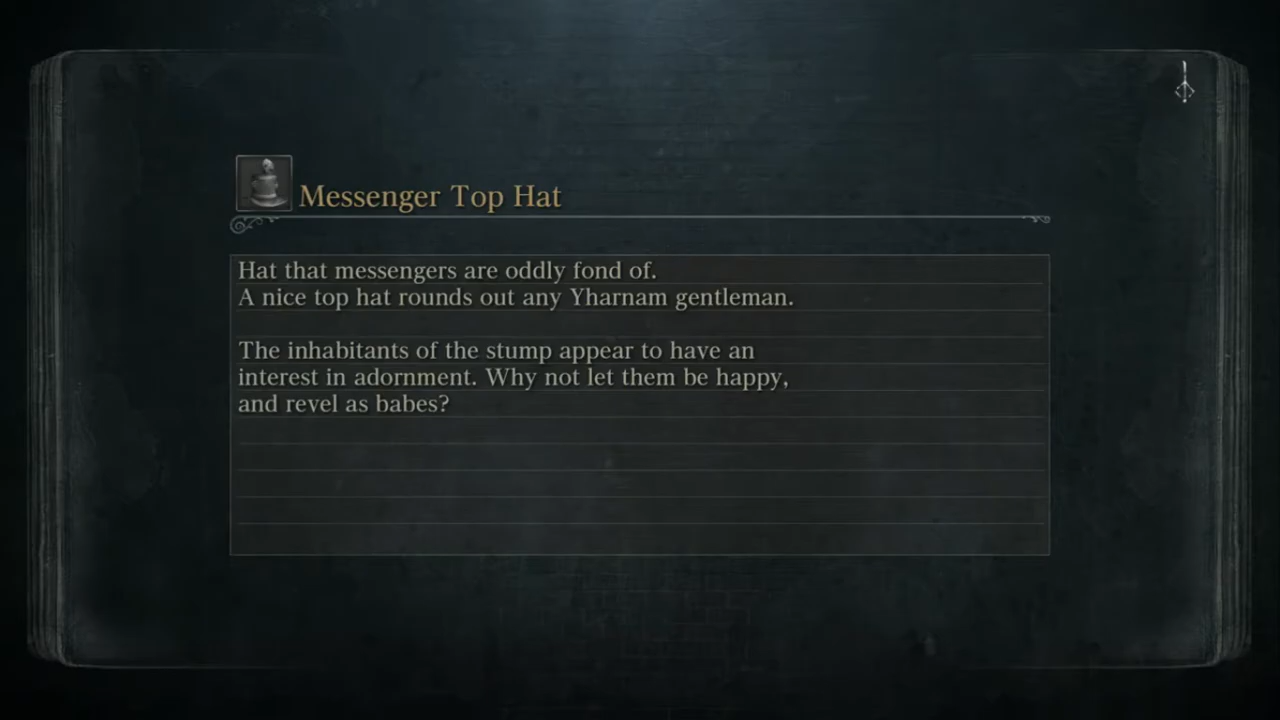 Messenger Top Hat
Hat that messengers are oddly fond of.
A nice top hat rounds out any Yharnam gentleman.
The inhabitants of the stump appear to have an
interest in adornment. Why not let them be happy,
and revel as babes?